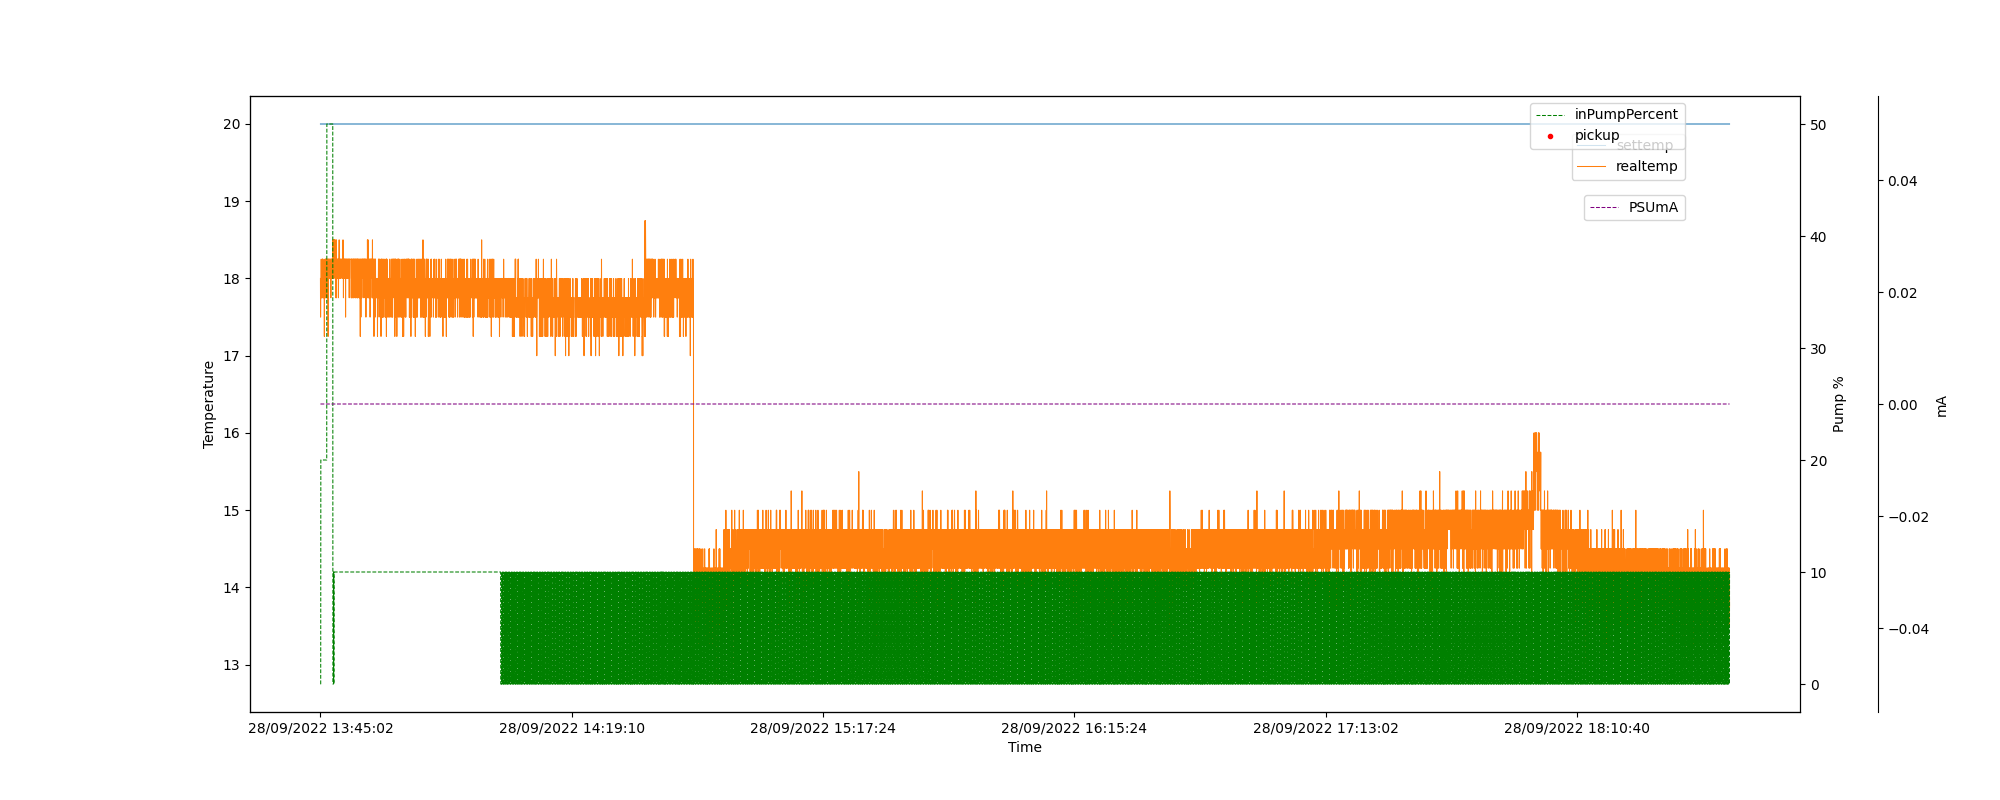 inPumpPercent
pickup
settemp
realtemp
PSUmA
20
19
18
17
16
15
14
13
Temperature
50
40
30
20
10
0
Pump %
0.04
0.02
0.00
−0.02
−0.04
mA
28/09/2022 13:45:02
28/09/2022 14:19:10
28/09/2022 15:17:24
28/09/2022 16:15:24
28/09/2022 17:13:02
28/09/2022 18:10:40
Time